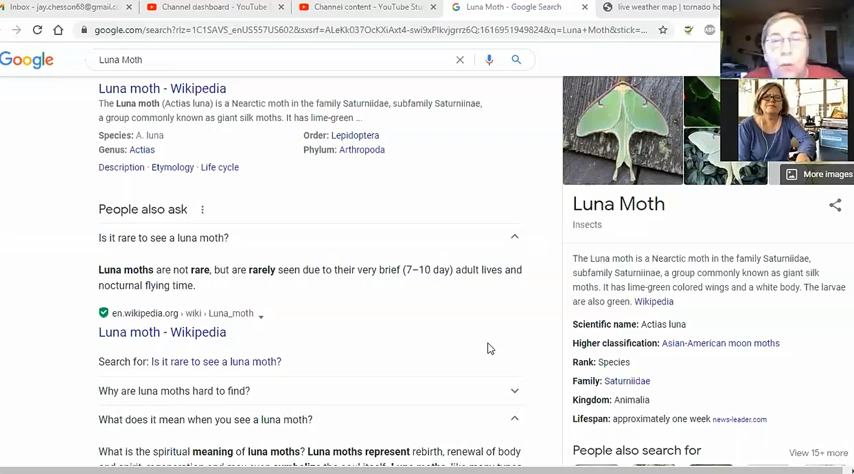 Inbox - jay.chesson68@gmail.c
Channel dashboard - YouTube S
Channel content - YouTube Stu
Luna Moth - Google Search
live weather map | tornado h
google.com/search?rlz=1C1SAVS_enUS557US602&sxsrf=
Google
Luna Moth
Luna moth - Wikipedia
The Luna moth (Actias luna) is a Nearctic moth in the family Saturniidae, subfamily Saturniinae,
a group commonly known as giant silk moths. It has lime-green ...
Species: A. luna
Order: Lepidoptera
Genus: Actias
Phylum: Arthropoda
Description · Etymology · Life cycle
People also ask
Is it rare to see a luna moth?
Luna moths are not rare, but are rarely seen due to their very brief (7–10 day) adult lives and
nocturnal flying time.
en.wikipedia.org › wiki › Luna_moth
Luna moth - Wikipedia
Search for: Is it rare to see a luna moth?
Why are luna moths hard to find?
What does it mean when you see a luna moth?
What is the spiritual meaning of luna moths? Luna moths represent rebirth, renewal of body
More images
Luna Moth
Insects
The Luna moth is a Nearctic moth in the family Saturniidae,
subfamily Saturniinae, a group commonly known as giant silk
moths. It has lime-green colored wings and a white body. The larvae
are also green. Wikipedia
Scientific name: Actias luna
Higher classification: Asian-American moon moths
Rank: Species
Family: Saturniidae
Kingdom: Animalia
Lifespan: approximately one week news-leader.com
People also search for
View 15+ more